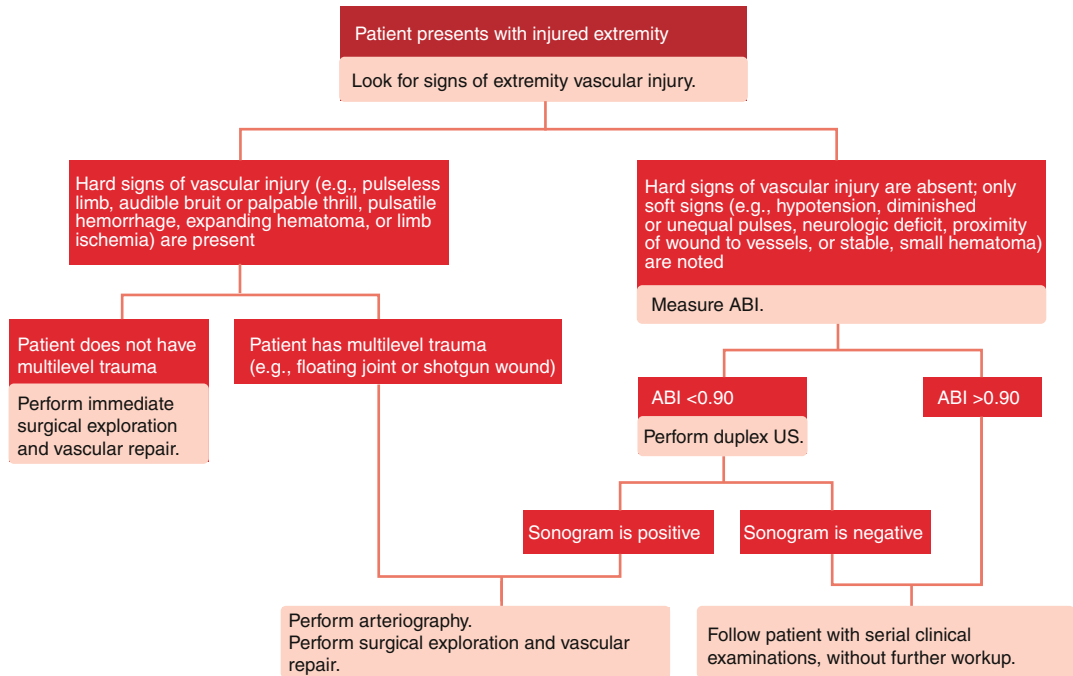 Patient presents with injured extremity
Look for signs of extremity vascular injury.
Hard signs of vascular injury (e.g., pulseless
limb, audible bruit or palpable thrill, pulsatile
hemorrhage, expanding hematoma, or limb
ischemia) are present
Hard signs of vascular injury are absent; only
soft signs (e.g., hypotension, diminished
or unequal pulses, neurologic deficit, proximity
of wound to vessels, or stable, small hematoma)
are noted
Measure ABI.
Patient does not have
multilevel trauma
Perform immediate
surgical exploration
and vascular repair.
Patient has multilevel trauma
(e.g., floating joint or shotgun wound)
ABI <0.90
Perform duplex US.
ABI >0.90
Sonogram is positive
Sonogram is negative
Perform arteriography.
Perform surgical exploration and vascular
repair.
Follow patient with serial clinical
examinations, without further workup.